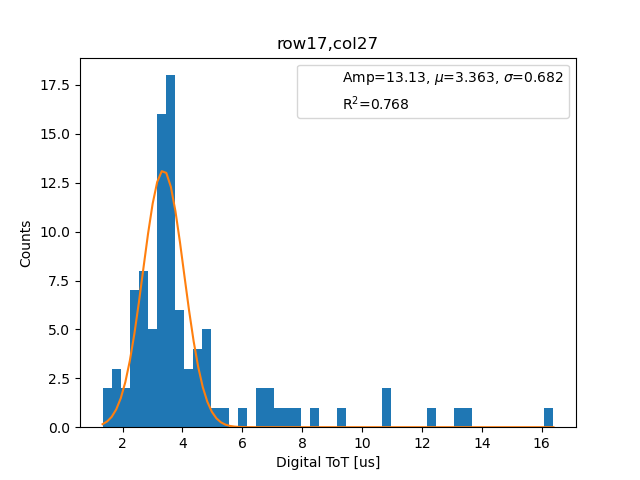 row17,col27
Amp=13.13, μ=3.363, σ=0.682
R²=0.768
17.5
15.0
12.5
10.0
7.5
5.0
2.5
0.0
Counts
2 4 6 8 10 12 14 16
Digital ToT [us]